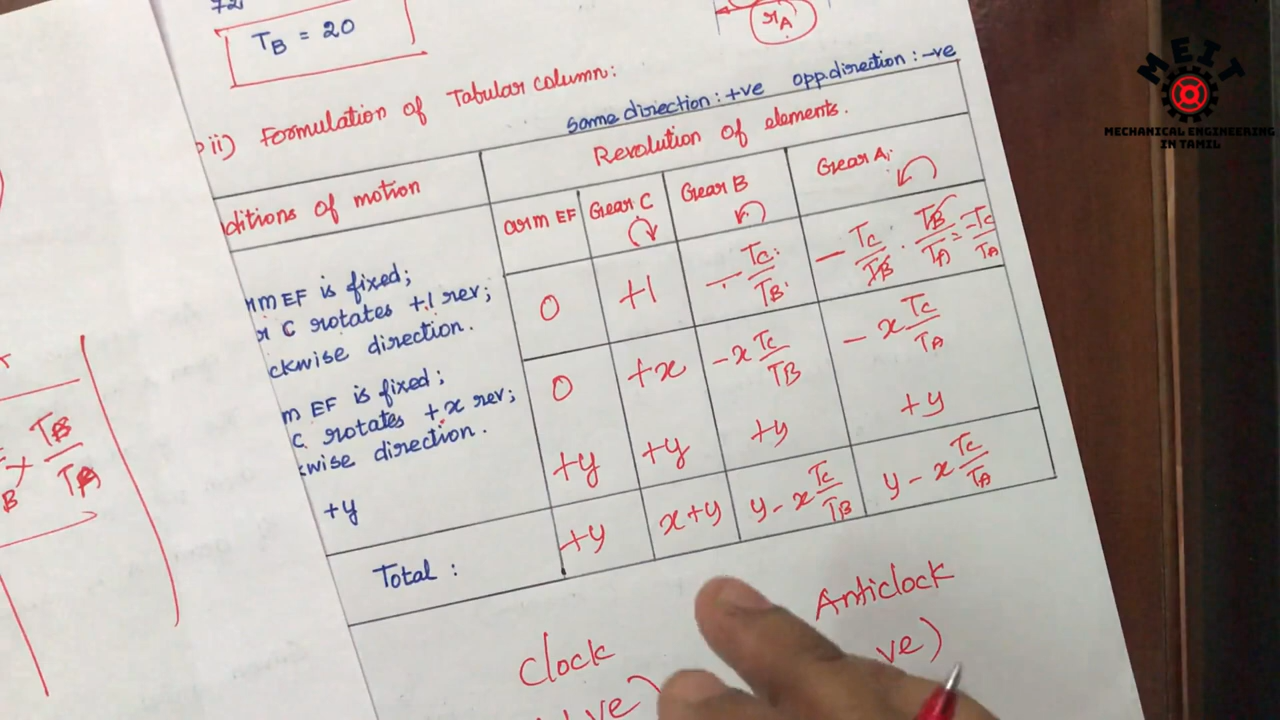 72
T_B = 20
r_A
ii) Formulation of Tabular column:
same direction: +ve opp.direction: -ve
ditions of motion
Revolution of elements.
arm EF Gear C Gear B Gear A
m EF is fixed;
C rotates +1 rev;
ckwise direction.
0 +1 - T_C/T_B - T_C/T_B · T_B/T_A = -T_C/T_A
m EF is fixed;
C rotates +x rev;
kwise direction.
0 +x -x T_C/T_B - x T_C/T_A
+y +y +y +y +y
Total: +y x+y y - x T_C/T_B y - x T_C/T_A
Clock Anticlock
+ve) ve)
T_B/T_A
B
MEIT
MECHANICAL ENGINEERING
IN TAMIL